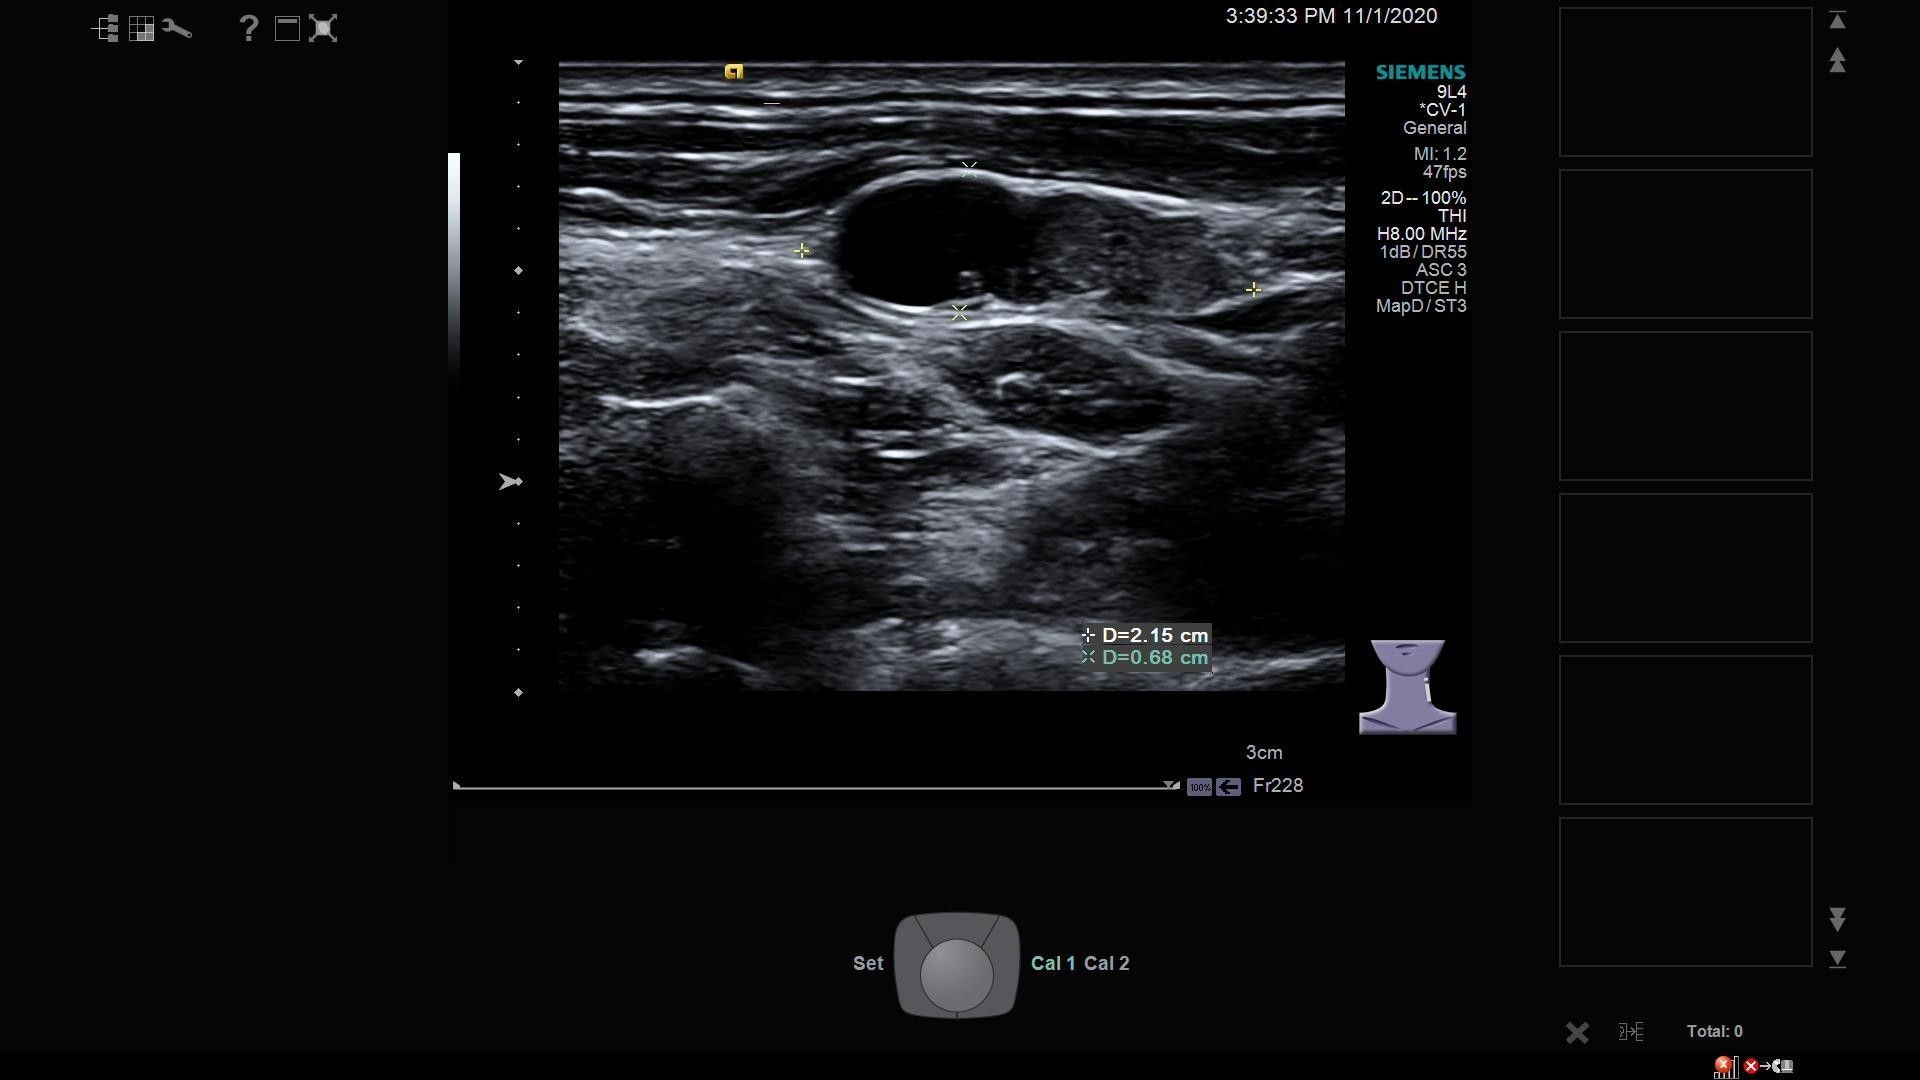 ?
3:39:33 PM 11/1/2020
SIEMENS
9L4
*CV-1
General
MI: 1.2
47fps
2D--100%
THI
H8.00 MHz
1dB/DR55
ASC 3
DTCE H
MapD/ST3
D=2.15 cm
D=0.68 cm
3cm
100%
Fr228
Set
Cal 1 Cal 2
Total: 0